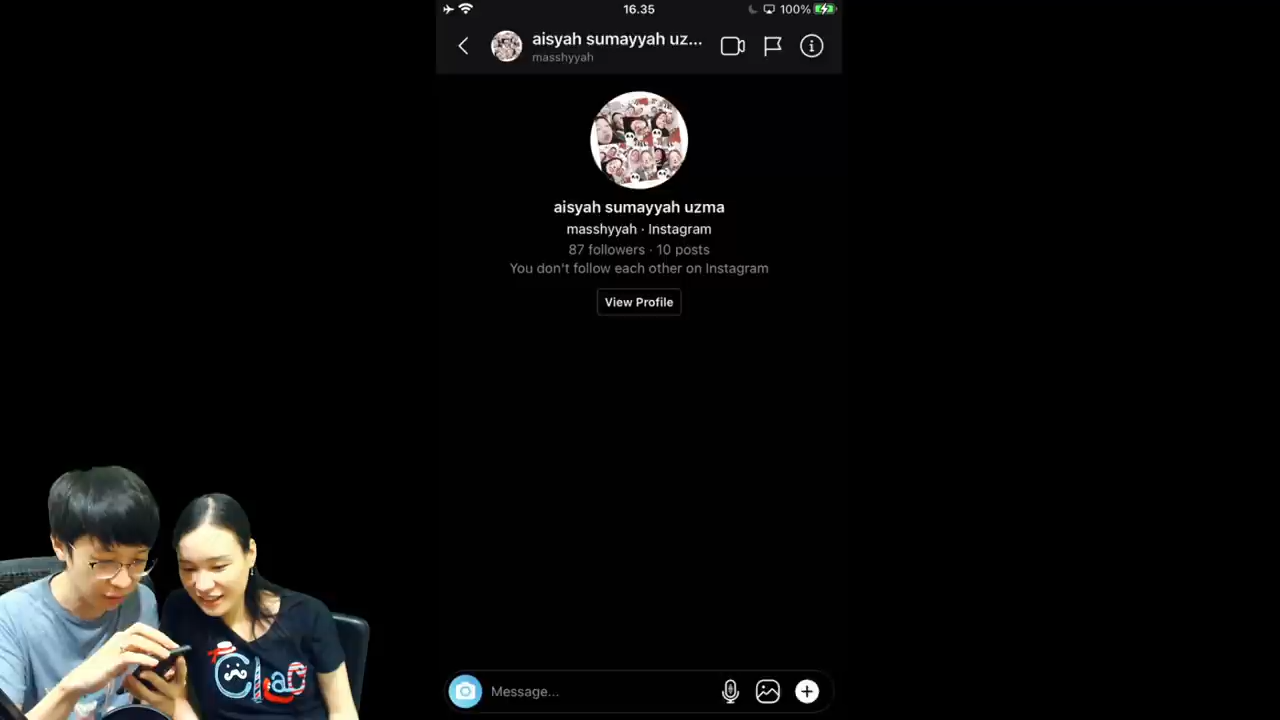 16.35
100%
aisyah sumayyah uz...
masshyyah
aisyah sumayyah uzma
masshyyah · Instagram
87 followers · 10 posts
You don't follow each other on Instagram
View Profile
Message...
Ciao